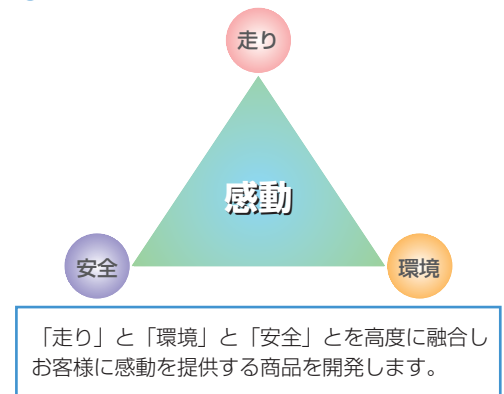 走り
感動
安全
環境
「走り」と「環境」と「安全」とを高度に融合し
お客様に感動を提供する商品を開発します。